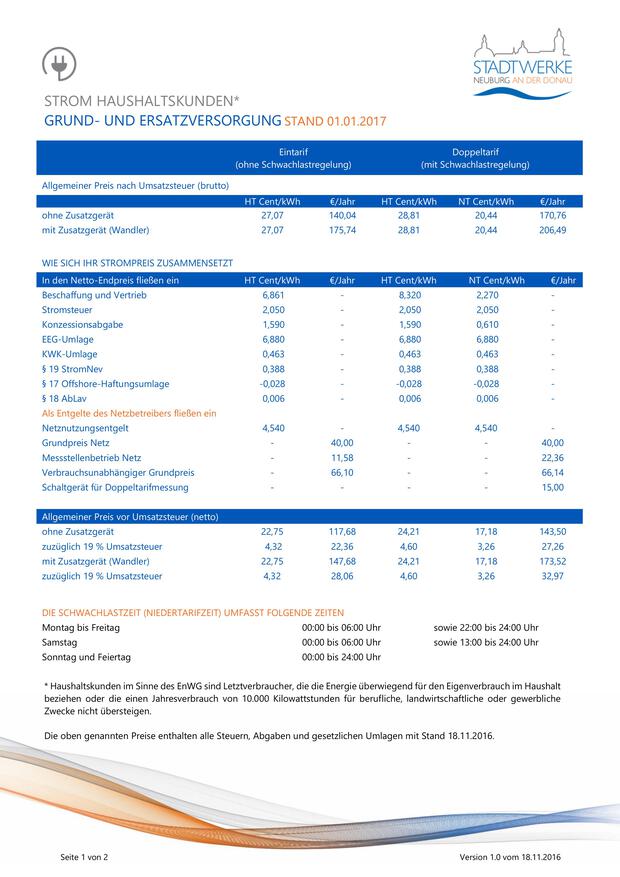 STADTWERKE
NEUBURG AN DER DONAU
STROM HAUSHALTSKUNDEN*
GRUND- UND ERSATZVERSORGUNG STAND 01.01.2017
Eintarif Doppeltarif
(ohne Schwachlastregelung) (mit Schwachlastregelung)
Allgemeiner Preis nach Umsatzsteuer (brutto)
HT Cent/kWh €/Jahr HT Cent/kWh NT Cent/kWh €/Jahr
ohne Zusatzgerät 27,07 140,04 28,81 20,44 170,76
mit Zusatzgerät (Wandler) 27,07 175,74 28,81 20,44 206,49
WIE SICH IHR STROMPREIS ZUSAMMENSETZT
In den Netto-Endpreis fließen ein HT Cent/kWh €/Jahr HT Cent/kWh NT Cent/kWh €/Jahr
Beschaffung und Vertrieb 6,861 - 8,320 2,270 -
Stromsteuer 2,050 - 2,050 2,050 -
Konzessionsabgabe 1,590 - 1,590 0,610 -
EEG-Umlage 6,880 - 6,880 6,880 -
KWK-Umlage 0,463 - 0,463 0,463 -
§ 19 StromNev 0,388 - 0,388 0,388 -
§ 17 Offshore-Haftungsumlage -0,028 - -0,028 -0,028 -
§ 18 AbLav 0,006 - 0,006 0,006 -
Als Entgelte des Netzbetreibers fließen ein
Netznutzungsentgelt 4,540 - 4,540 4,540 -
Grundpreis Netz - 40,00 - - 40,00
Messstellenbetrieb Netz - 11,58 - - 22,36
Verbrauchsunabhängiger Grundpreis - 66,10 - - 66,14
Schaltgerät für Doppeltarifmessung - - - - 15,00
Allgemeiner Preis vor Umsatzsteuer (netto)
ohne Zusatzgerät 22,75 117,68 24,21 17,18 143,50
zuzüglich 19 % Umsatzsteuer 4,32 22,36 4,60 3,26 27,26
mit Zusatzgerät (Wandler) 22,75 147,68 24,21 17,18 173,52
zuzüglich 19 % Umsatzsteuer 4,32 28,06 4,60 3,26 32,97
DIE SCHWACHLASTZEIT (NIEDERTARIFZEIT) UMFASST FOLGENDE ZEITEN
Montag bis Freitag 00:00 bis 06:00 Uhr sowie 22:00 bis 24:00 Uhr
Samstag 00:00 bis 06:00 Uhr sowie 13:00 bis 24:00 Uhr
Sonntag und Feiertag 00:00 bis 24:00 Uhr
* Haushaltskunden im Sinne des EnWG sind Letztverbraucher, die die Energie überwiegend für den Eigenverbrauch im Haushalt
beziehen oder die einen Jahresverbrauch von 10.000 Kilowattstunden für berufliche, landwirtschaftliche oder gewerbliche
Zwecke nicht übersteigen.
Die oben genannten Preise enthalten alle Steuern, Abgaben und gesetzlichen Umlagen mit Stand 18.11.2016.
Seite 1 von 2 Version 1.0 vom 18.11.2016